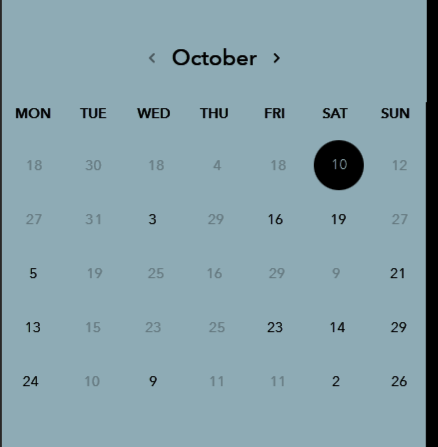 ‹ October ›
MON TUE WED THU FRI SAT SUN
18 30 18 4 18 10 12
27 31 3 29 16 19 27
5 19 25 16 29 9 21
13 15 23 25 23 14 29
24 10 9 11 11 2 26